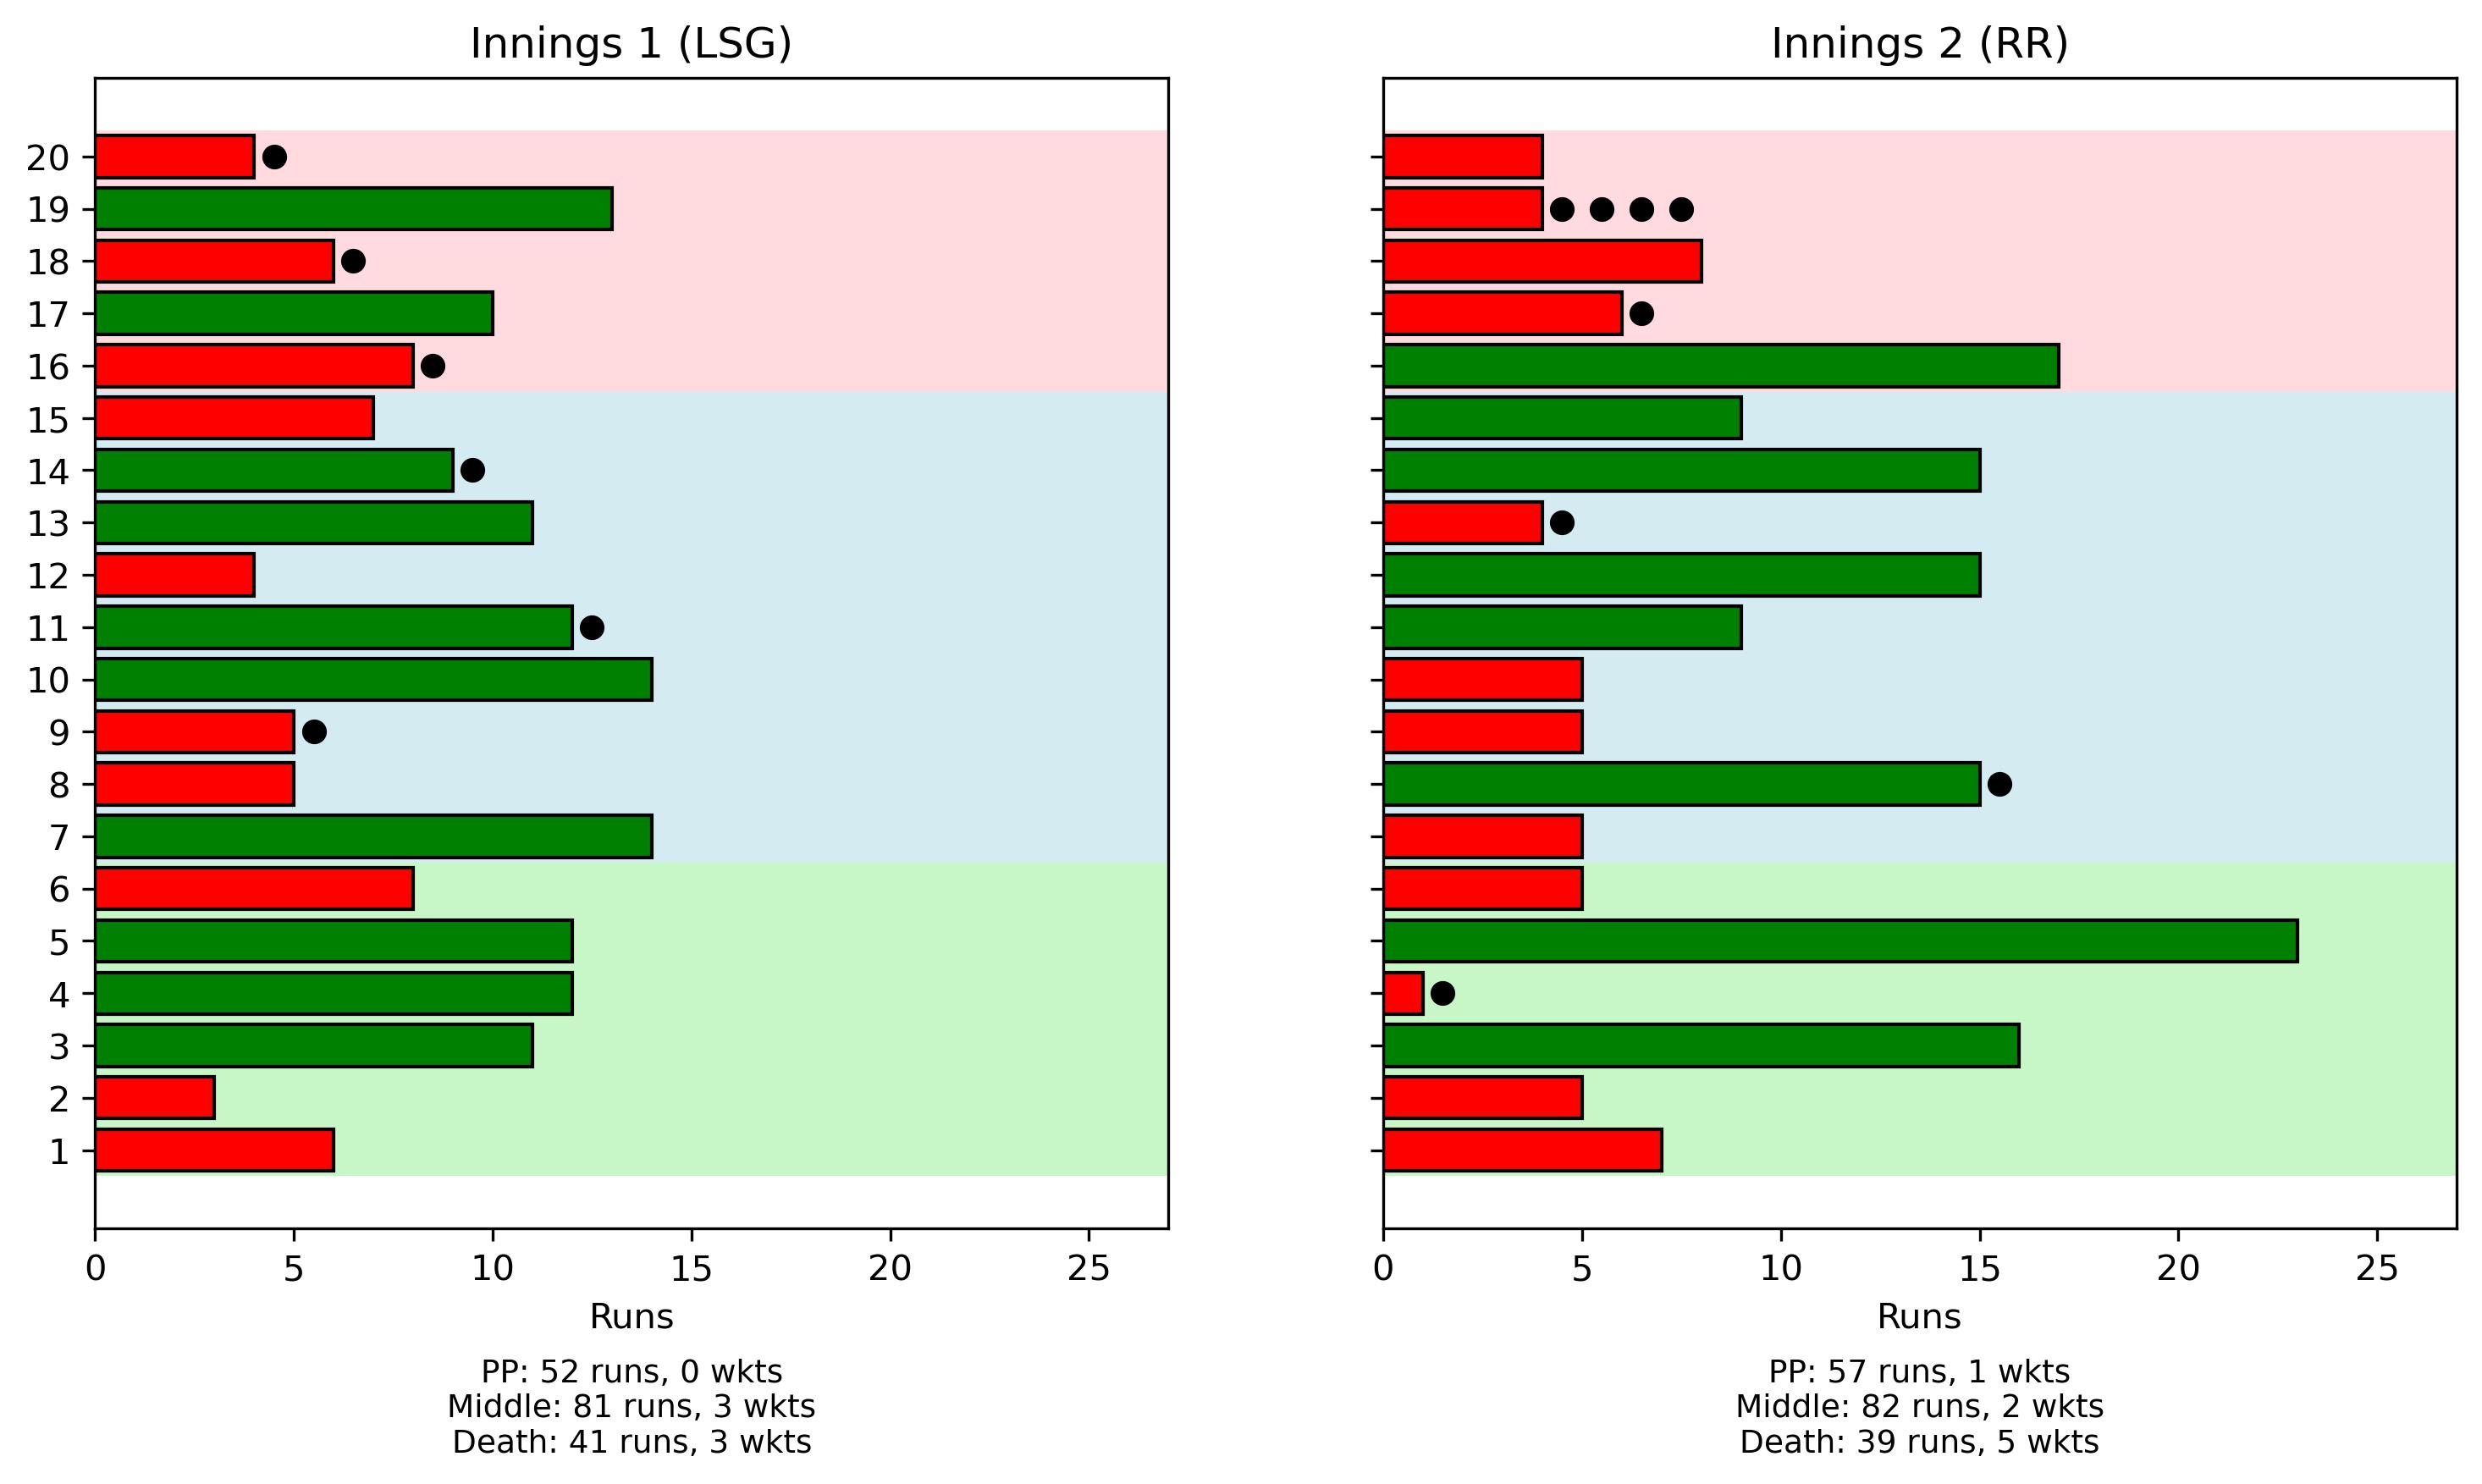 Innings 1 (LSG)
20
19
18
17
16
15
14
13
12
11
10
9
8
7
6
5
4
3
2
1
0 5 10 15 20 25
Runs
PP: 52 runs, 0 wkts
Middle: 81 runs, 3 wkts
Death: 41 runs, 3 wkts
Innings 2 (RR)
0 5 10 15 20 25
Runs
PP: 57 runs, 1 wkts
Middle: 82 runs, 2 wkts
Death: 39 runs, 5 wkts